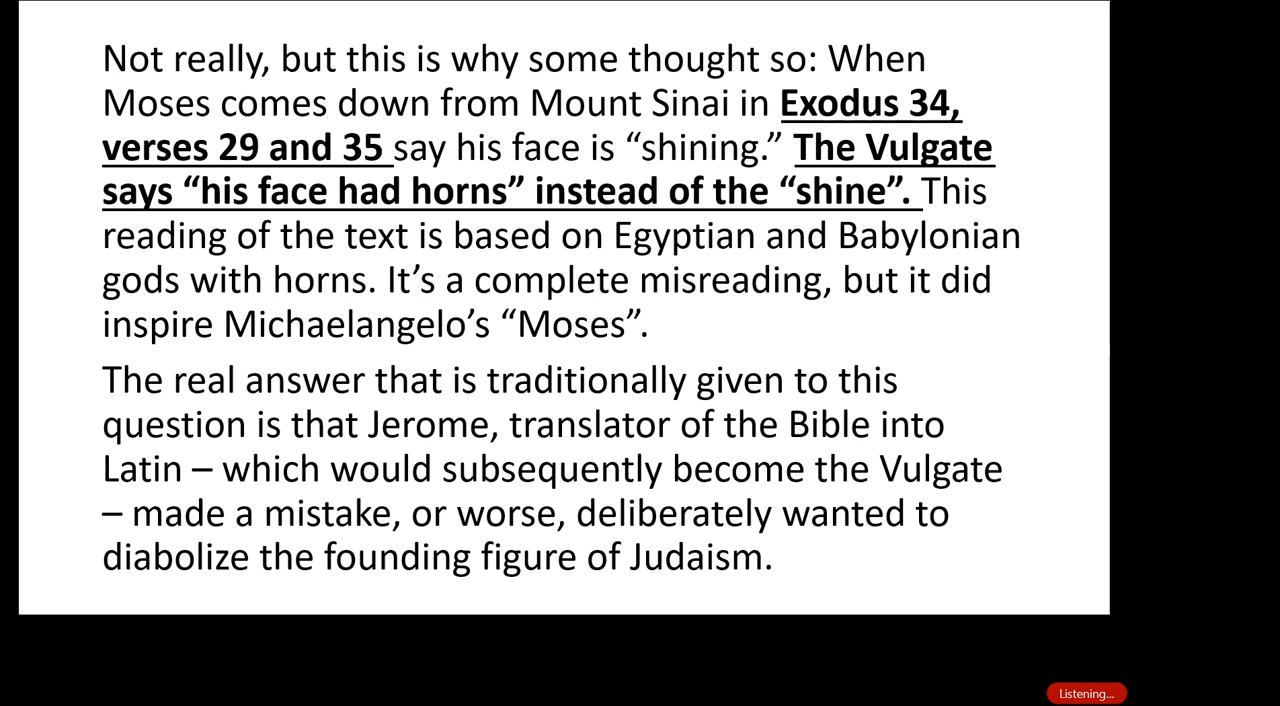 Not really, but this is why some thought so: When
Moses comes down from Mount Sinai in Exodus 34,
verses 29 and 35 say his face is “shining.” The Vulgate
says “his face had horns” instead of the “shine”. This
reading of the text is based on Egyptian and Babylonian
gods with horns. It’s a complete misreading, but it did
inspire Michaelangelo’s “Moses”.
The real answer that is traditionally given to this
question is that Jerome, translator of the Bible into
Latin – which would subsequently become the Vulgate
– made a mistake, or worse, deliberately wanted to
diabolize the founding figure of Judaism.
Listening...